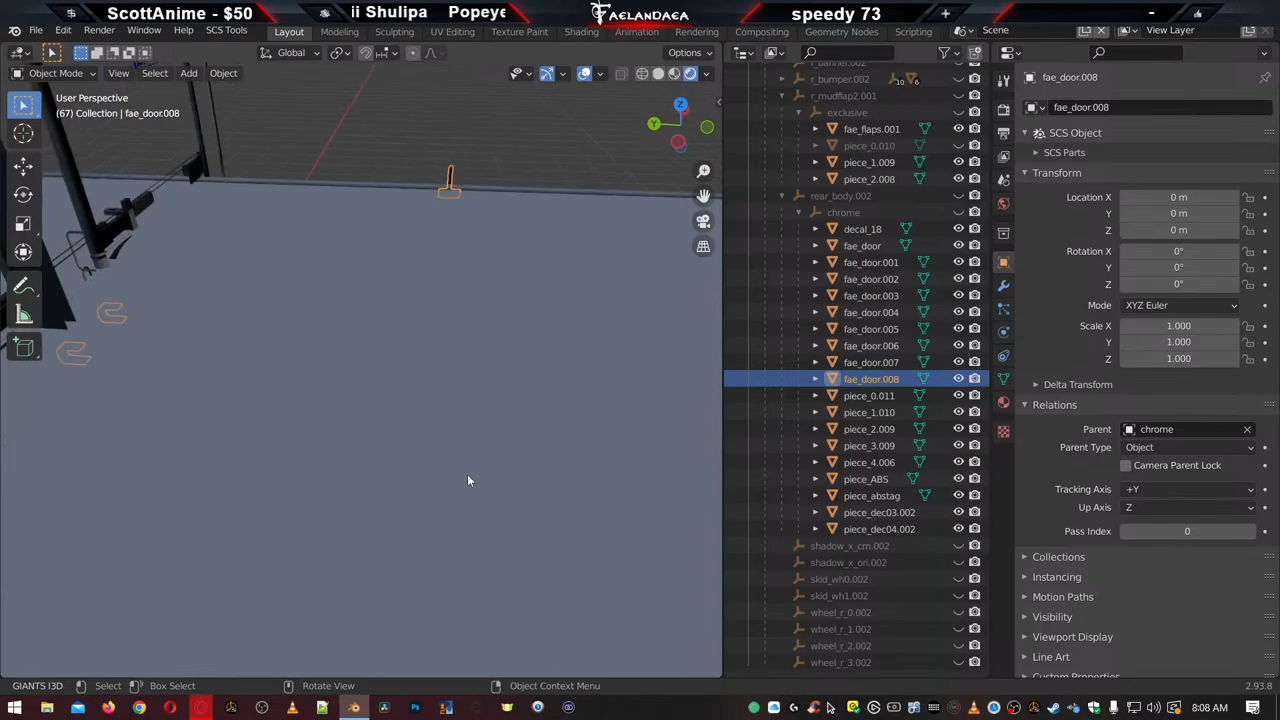 ScottAnime - $50
ii Shulipa Popeye
FAELANDAEA
speedy 73
-
File Edit Render Window Help SCS Tools
Layout Modeling Sculpting UV Editing Texture Paint Shading Animation Rendering Compositing Geometry Nodes Scripting
Scene
View Layer
Global
Options
Object Mode View Select Add Object
User Perspective
(67) Collection | fae_door.008
Z
Y
r_banner.002
r_bumper.002
10 6
r_mudflap2.001
exclusive
fae_flaps.001
piece_0.010
piece_1.009
piece_2.008
rear_body.002
chrome
decal_18
fae_door
fae_door.001
fae_door.002
fae_door.003
fae_door.004
fae_door.005
fae_door.006
fae_door.007
fae_door.008
piece_0.011
piece_1.010
piece_2.009
piece_3.009
piece_4.006
piece_ABS
piece_abstag
piece_dec03.002
piece_dec04.002
shadow_x_crn.002
shadow_x_ori.002
skid_wh0.002
skid_wh1.002
wheel_r_0.002
wheel_r_1.002
wheel_r_2.002
wheel_r_3.002
fae_door.008
fae_door.008
SCS Object
SCS Parts
Transform
Location X 0 m
Y 0 m
Z 0 m
Rotation X 0°
Y 0°
Z 0°
Mode XYZ Euler
Scale X 1.000
Y 1.000
Z 1.000
Delta Transform
Relations
Parent chrome
Parent Type Object
Camera Parent Lock
Tracking Axis +Y
Up Axis Z
Pass Index 0
Collections
Instancing
Motion Paths
Visibility
Viewport Display
Line Art
Custom Properties
GIANTS I3D Select Box Select Rotate View Object Context Menu 2.93.8
8:08 AM